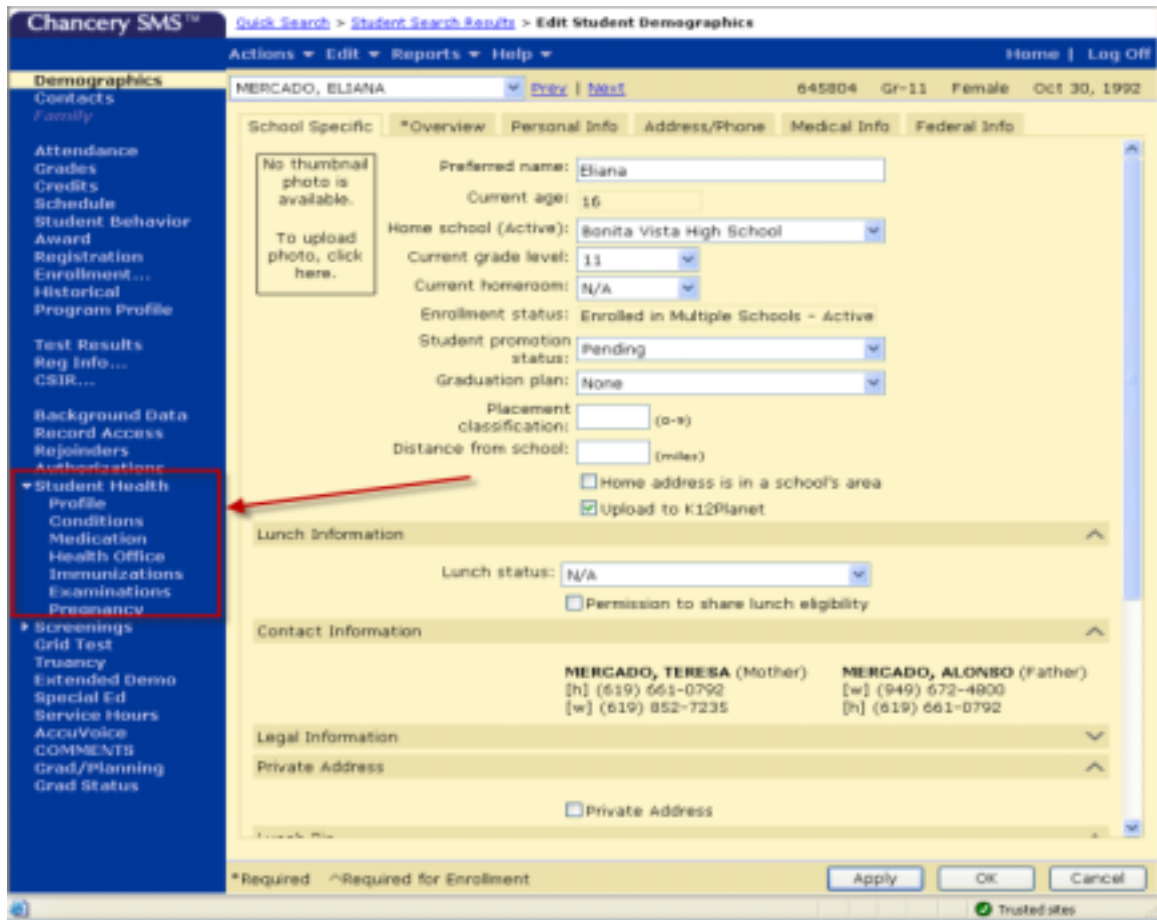 Chancery SMS™
Quick Search > Student Search Results > Edit Student Demographics
Actions Edit Reports Help Home | Log Off
Demographics
Contacts
Family
Attendance
Grades
Credits
Schedule
Student Behavior
Award
Registration
Enrollment...
Historical
Program Profile
Test Results
Reg Info...
CSIR...
Background Data
Record Access
Rejoinders
Authorizations
Student Health
Profile
Conditions
Medication
Health Office
Immunizations
Examinations
Pregnancy
Screenings
Grid Test
Truancy
Extended Demo
Special Ed
Service Hours
AccuVoice
COMMENTS
Grad/Planning
Grad Status
MERCADO, ELIANA Prev | Next 645804 Gr-11 Female Oct 30, 1992
School Specific *Overview Personal Info Address/Phone Medical Info Federal Info
No thumbnail
photo is
available.
To upload
photo, click
here.
Preferred name: Eliana
Current age: 16
Home school (Active): Bonita Vista High School
Current grade level: 11
Current homeroom: N/A
Enrollment status: Enrolled in Multiple Schools - Active
Student promotion
status: Pending
Graduation plan: None
Placement
classification: (0-9)
Distance from school: (miles)
Home address is in a school's area
Upload to K12Planet
Lunch Information
Lunch status: N/A
Permission to share lunch eligibility
Contact Information
MERCADO, TERESA (Mother) MERCADO, ALONSO (Father)
[h] (619) 661-0792 [w] (949) 672-4800
[w] (619) 852-7235 [h] (619) 661-0792
Legal Information
Private Address
Private Address
Lunch Pin
*Required ^Required for Enrollment Apply OK Cancel
Trusted sites